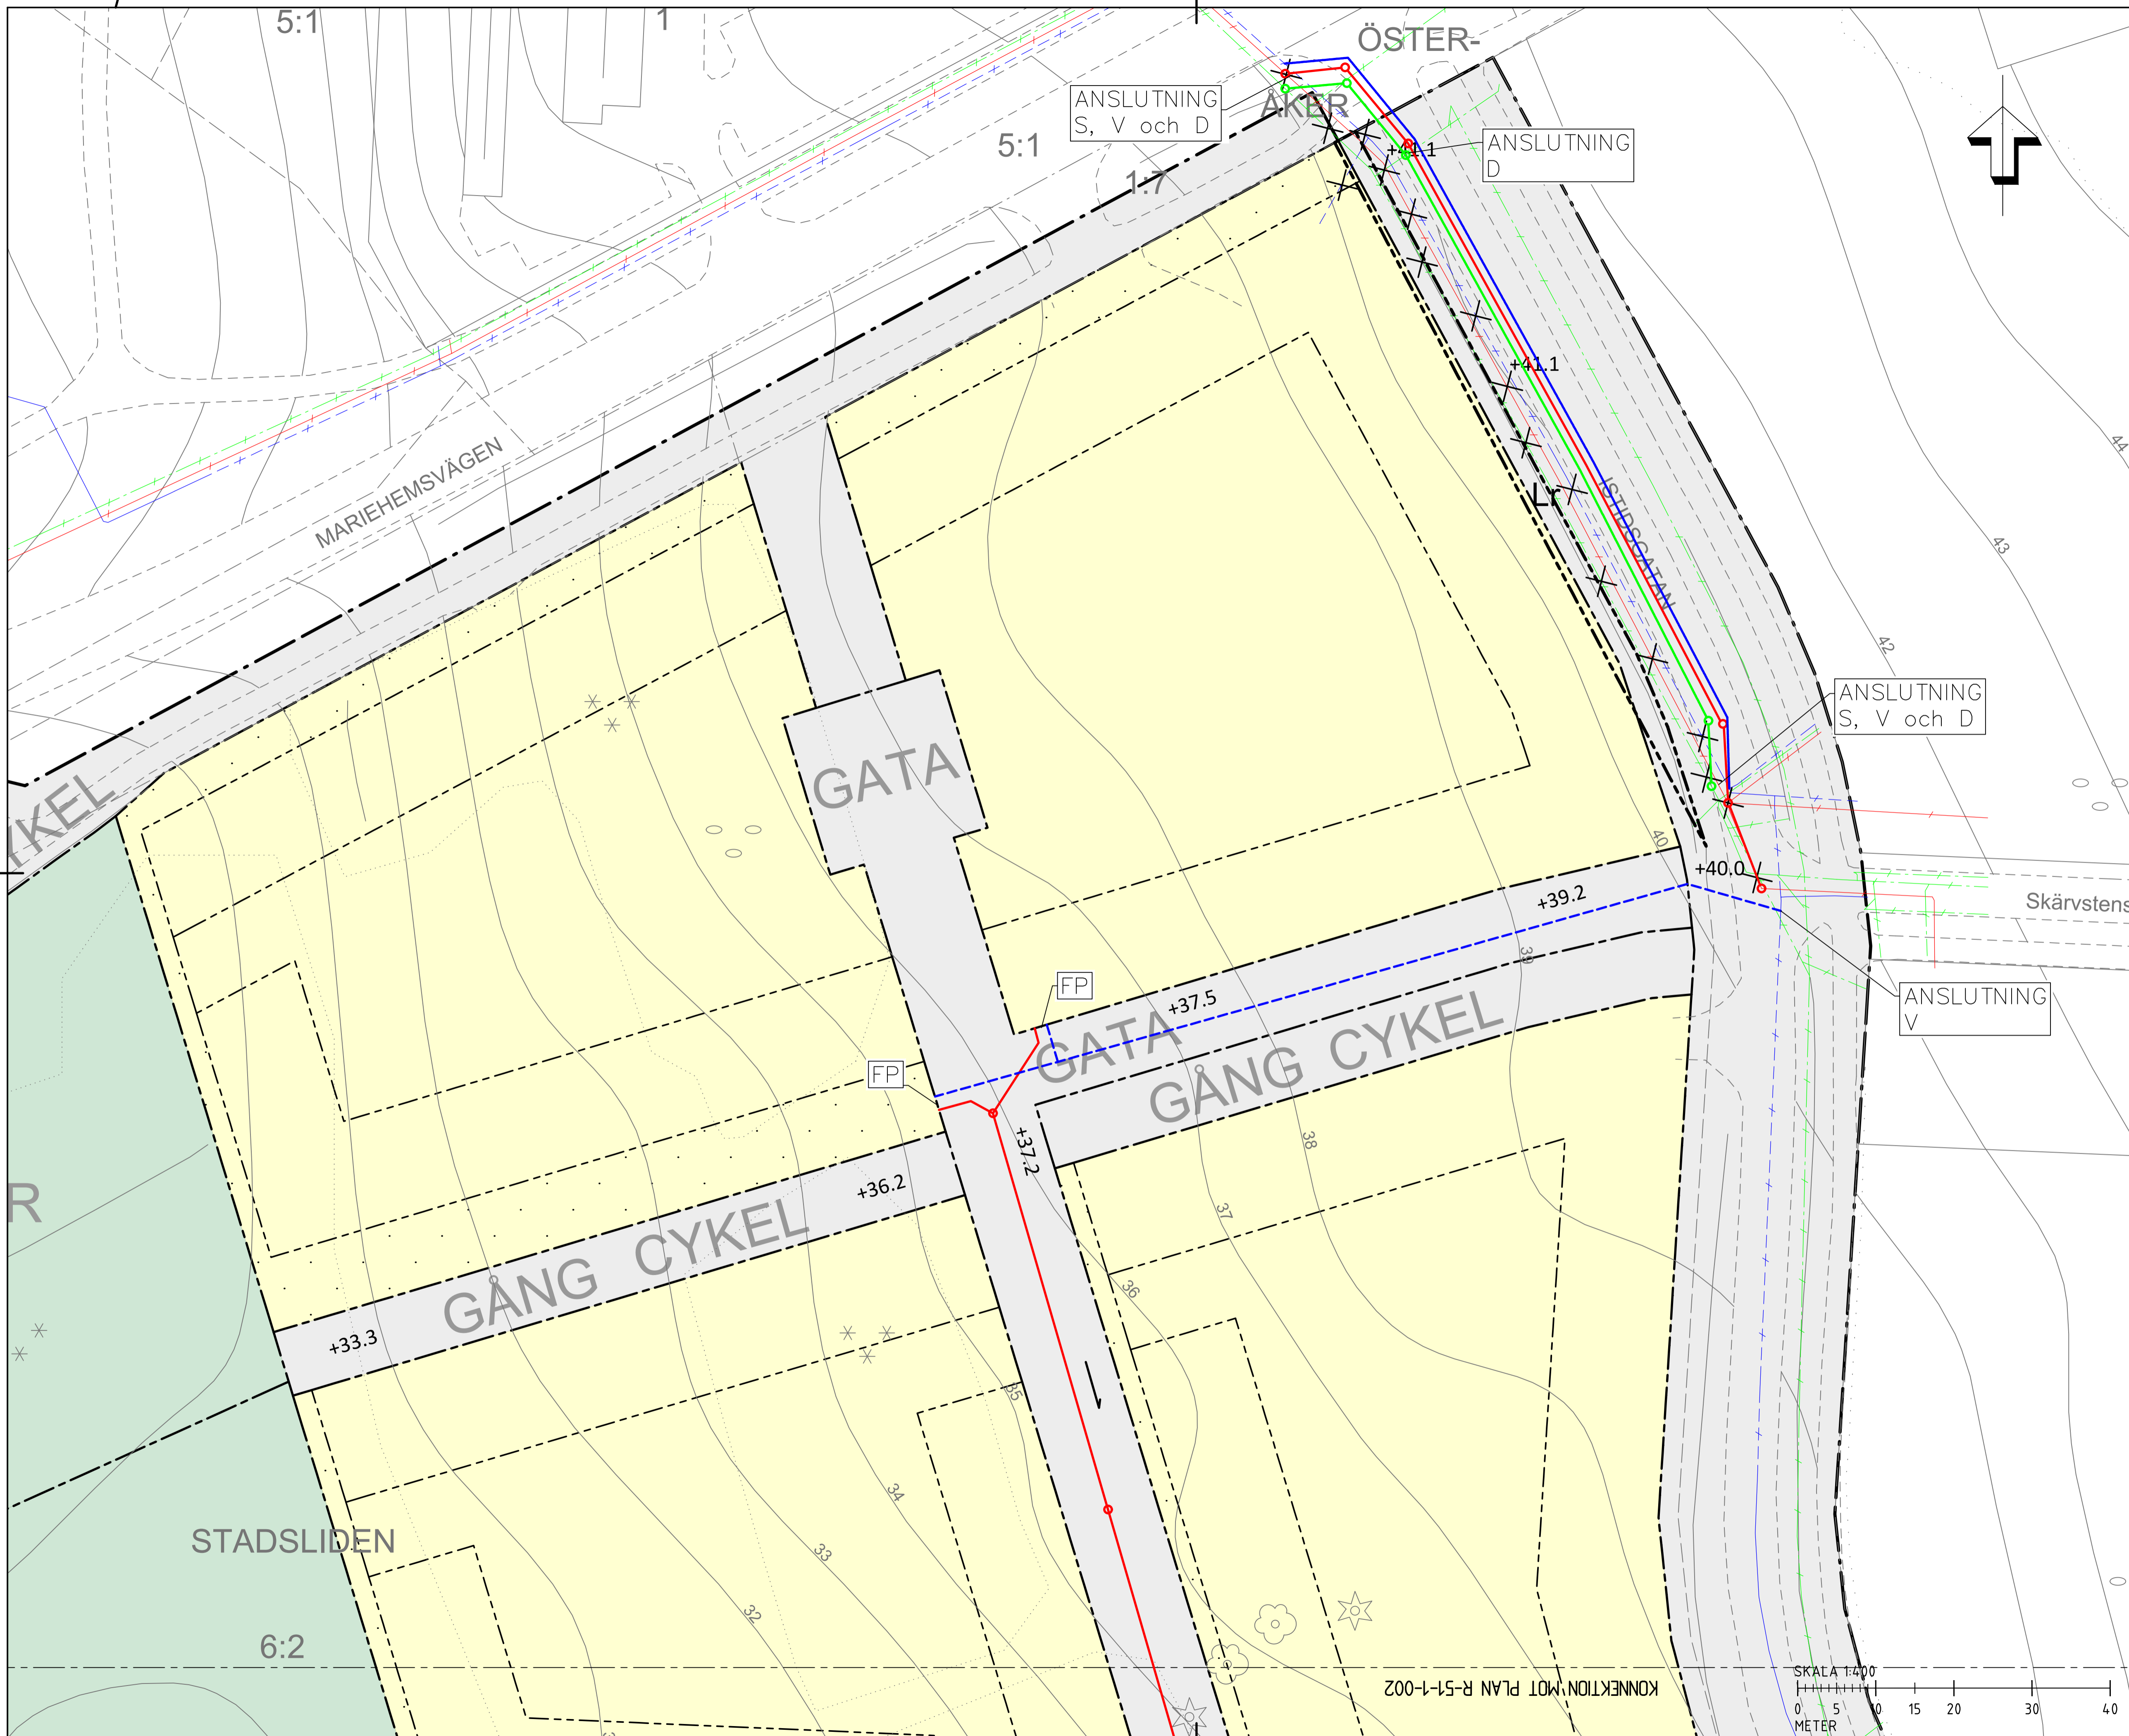 5:1
1
ÖSTER-
ANSLUTNING
S, V och D
ÅKER
5:1
+41.1
ANSLUTNING
D
1:7
+41.1
44
MARIEHEMSVÄGEN
Lr
ISTIDSGATAN
43
42
ANSLUTNING
S, V och D
GATA
YKEL
40
+40.0
+39.2
Skärvstens
39
FP
+37.5
ANSLUTNING
V
GATA
GÅNG CYKEL
FP
+37.2
38
R
+36.2
37
GÅNG CYKEL
36
+33.3
35
34
STADSLIDEN
33
32
6:2
KONNEKTION MOT PLAN R-51-1-002
SKALA 1:400
0 5 10 15 20 30 40
METER